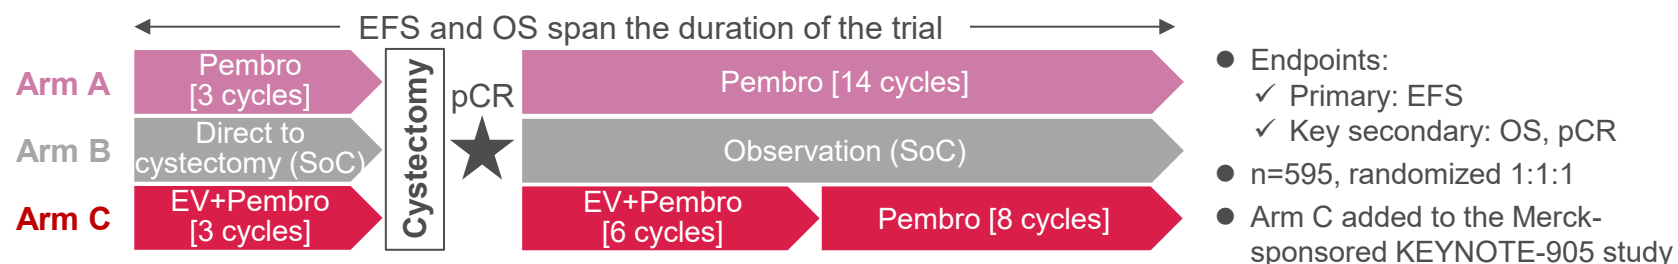 EFS and OS span the duration of the trial
Arm A
Pembro
[3 cycles]
Cystectomy
pCR
Pembro [14 cycles]
Arm B
Direct to
cystectomy (SoC)
Observation (SoC)
Arm C
EV+Pembro
[3 cycles]
EV+Pembro
[6 cycles]
Pembro [8 cycles]
● Endpoints:
✓ Primary: EFS
✓ Key secondary: OS, pCR
● n=595, randomized 1:1:1
● Arm C added to the Merck-
sponsored KEYNOTE-905 study